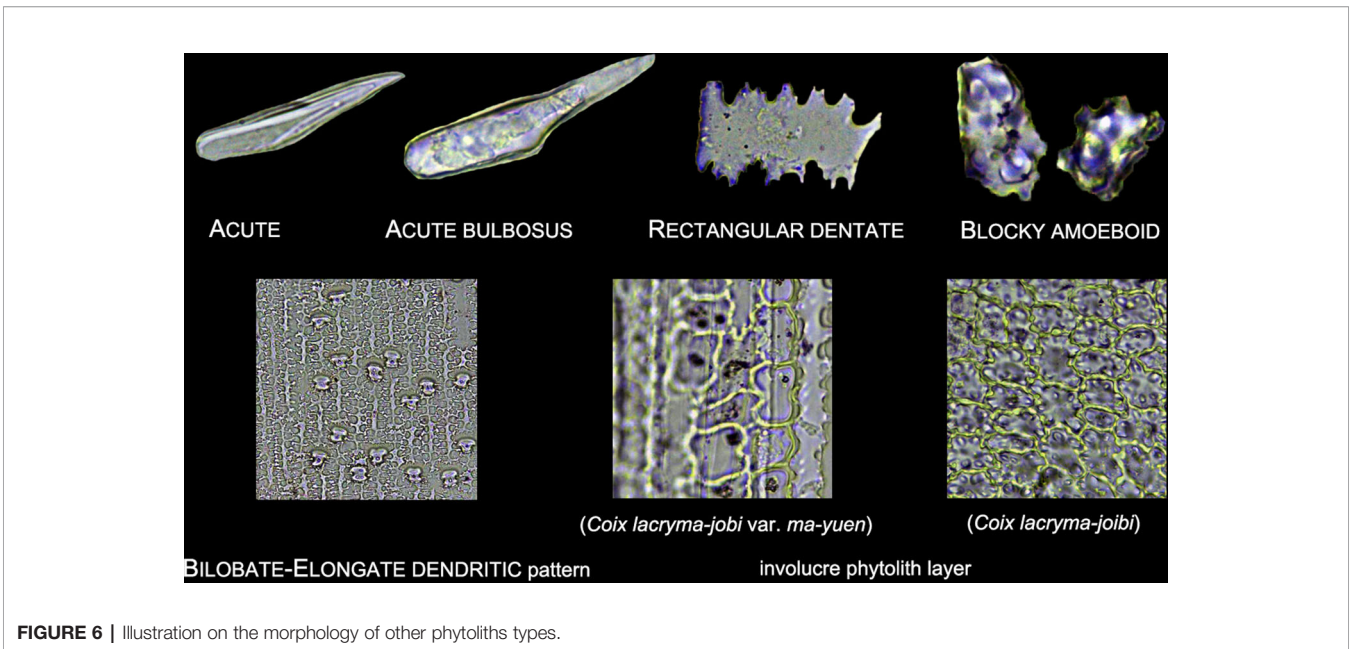 ACUTE
ACUTE BULBOSUS
RECTANGULAR DENTATE
BLOCKY AMOEBOID
(Coix lacryma-jobi var. ma-yuen)
(Coix lacryma-joibi)
BILOBATE-ELONGATE DENDRITIC pattern
involucre phytolith layer
FIGURE 6 | Illustration on the morphology of other phytoliths types.